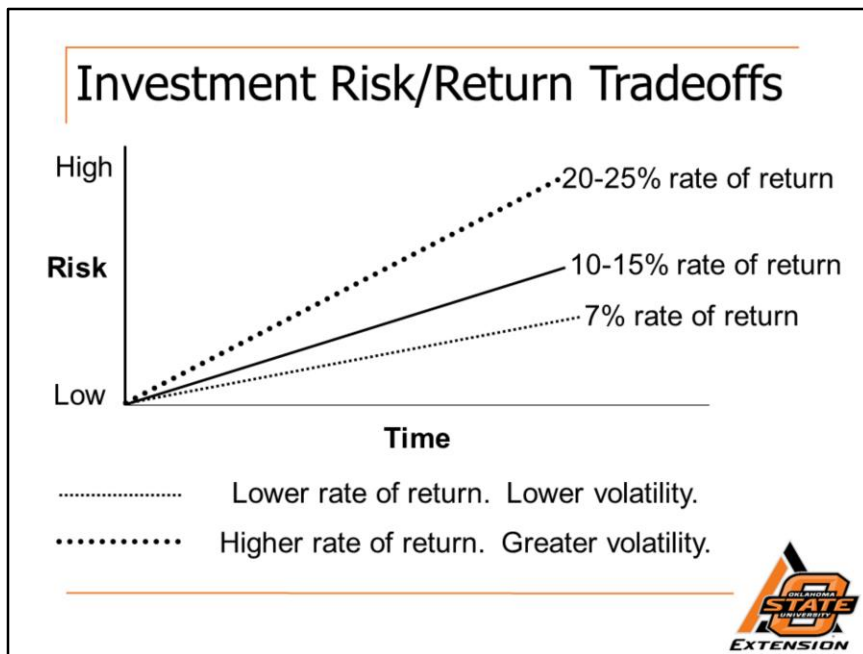 Investment Risk/Return Tradeoffs
High
20-25% rate of return
Risk
10-15% rate of return
7% rate of return
Low
Time
Lower rate of return. Lower volatility.
Higher rate of return. Greater volatility.
OKLAHOMA
STATE
UNIVERSITY
EXTENSION